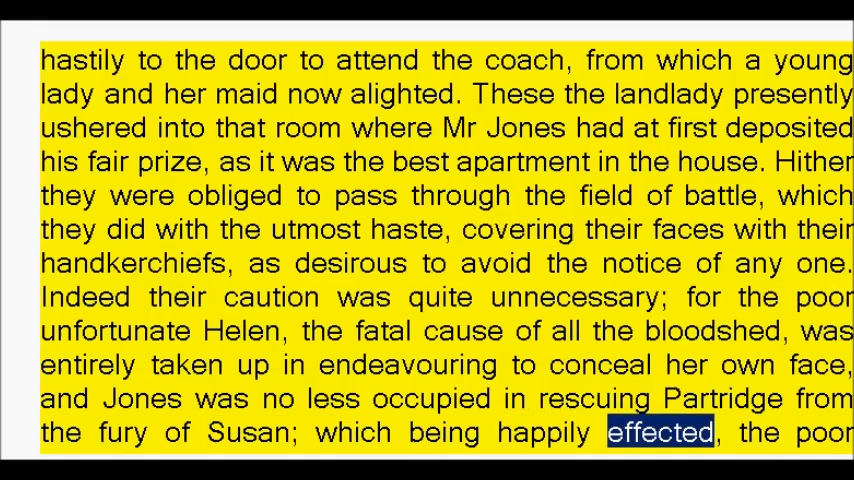 hastily to the door to attend the coach, from which a young
lady and her maid now alighted. These the landlady presently
ushered into that room where Mr Jones had at first deposited
his fair prize, as it was the best apartment in the house. Hither
they were obliged to pass through the field of battle, which
they did with the utmost haste, covering their faces with their
handkerchiefs, as desirous to avoid the notice of any one.
Indeed their caution was quite unnecessary; for the poor
unfortunate Helen, the fatal cause of all the bloodshed, was
entirely taken up in endeavouring to conceal her own face,
and Jones was no less occupied in rescuing Partridge from
the fury of Susan; which being happily effected, the poor